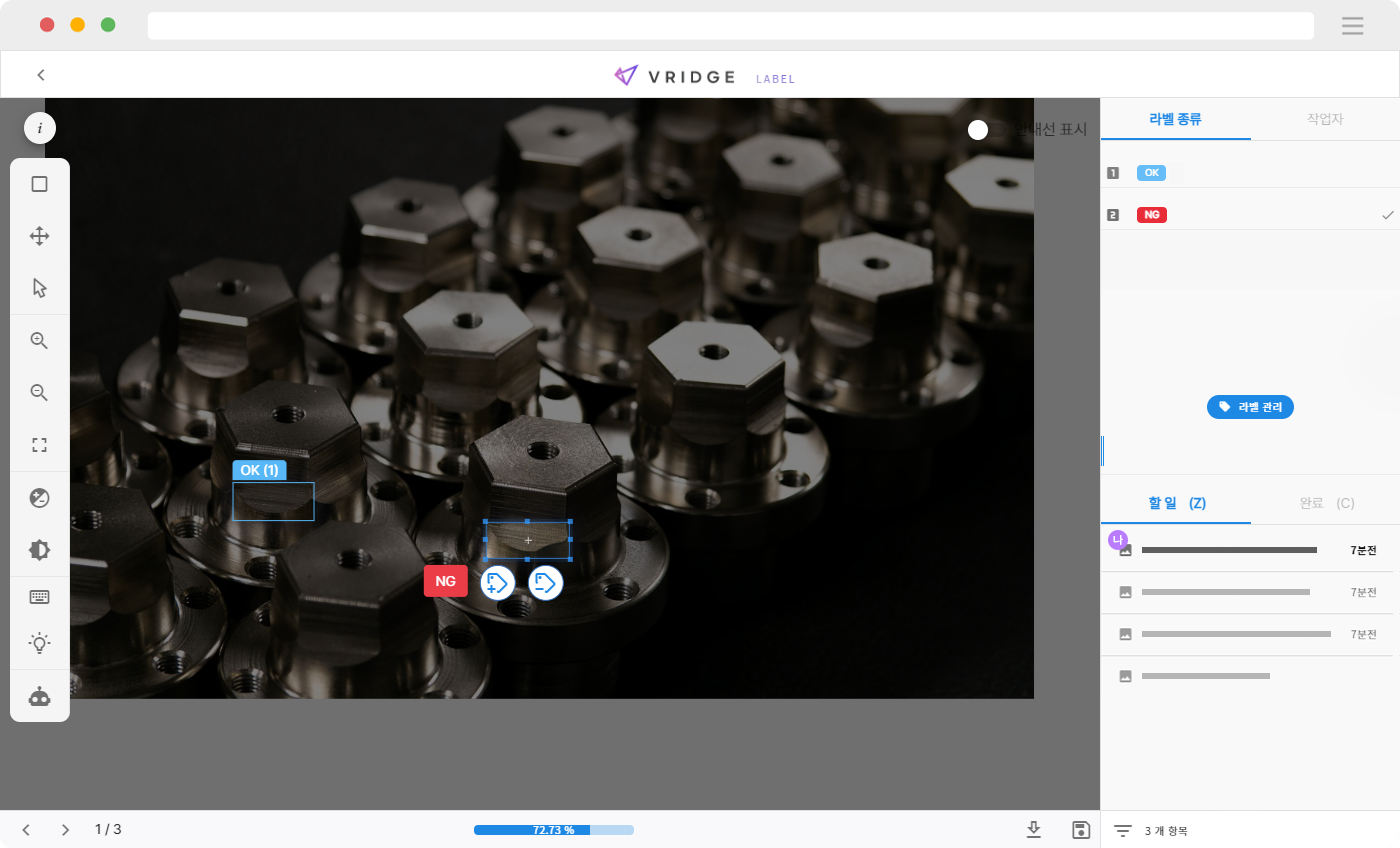 VRIDGE LABEL
i
안내선 표시
라벨 종류 작업자
1 OK
2 NG
라벨 관리
OK (1)
NG
할 일 (Z) 완료 (C)
나
7분전
7분전
7분전
1 / 3
72.73 %
3 개 항목